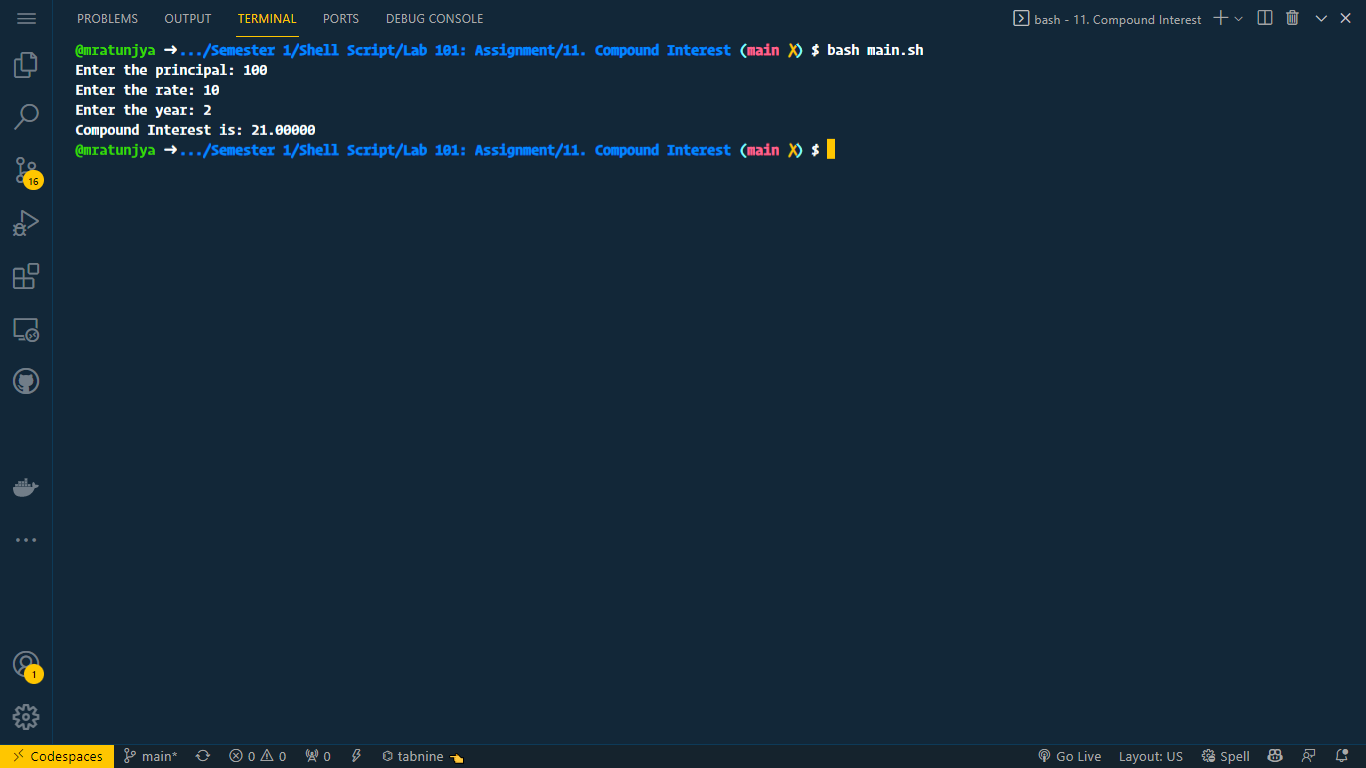 PROBLEMS OUTPUT TERMINAL PORTS DEBUG CONSOLE bash - 11. Compound Interest
@mratunjya ➜ .../Semester 1/Shell Script/Lab 101: Assignment/11. Compound Interest (main ✗) $ bash main.sh
Enter the principal: 100
Enter the rate: 10
Enter the year: 2
Compound Interest is: 21.00000
@mratunjya ➜ .../Semester 1/Shell Script/Lab 101: Assignment/11. Compound Interest (main ✗) $
16
1
Codespaces main* 0 0 0 tabnine Go Live Layout: US Spell